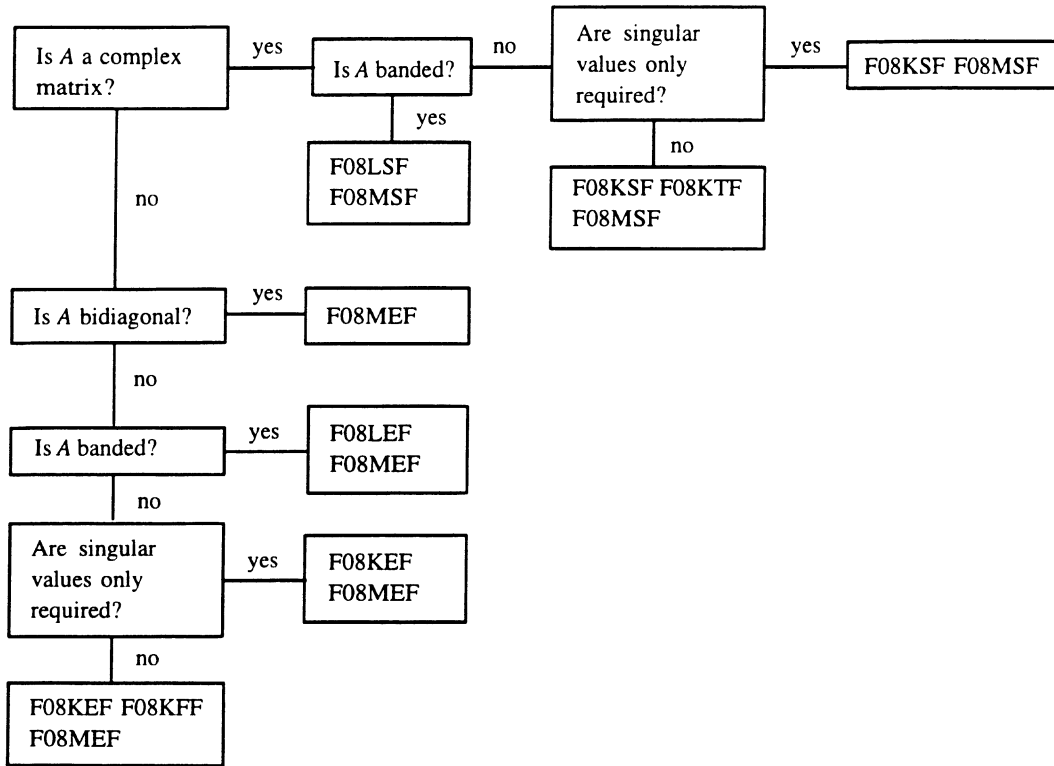 Is A a complex
matrix?
yes
Is A banded?
no
Are singular
values only
required?
yes
F08KSF F08MSF
yes
F08LSF
F08MSF
no
F08KSF F08KTF
F08MSF
no
Is A bidiagonal?
yes
F08MEF
no
Is A banded?
yes
F08LEF
F08MEF
no
Are singular
values only
required?
yes
F08KEF
F08MEF
no
F08KEF F08KFF
F08MEF